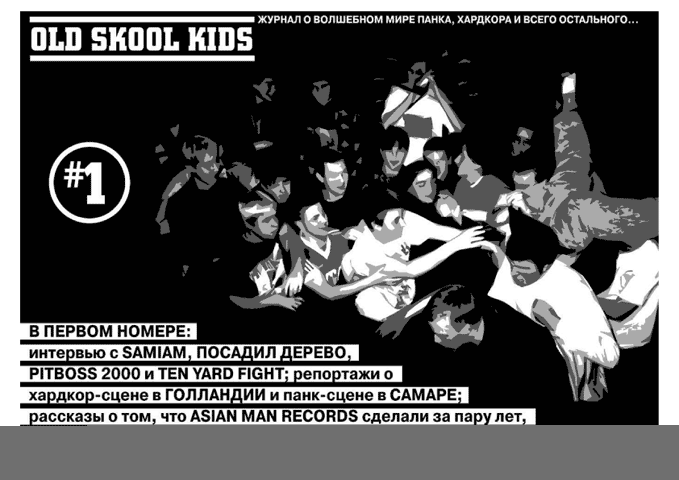 ЖУРНАЛ О ВОЛШЕБНОМ МИРЕ ПАНКА, ХАРДКОРА И ВСЕГО ОСТАЛЬНОГО...
OLD SKOOL KIDS
#1
В ПЕРВОМ НОМЕРЕ:
интервью с SAMIAM, ПОСАДИЛ ДЕРЕВО,
PITBOSS 2000 и TEN YARD FIGHT; репортажи о
хардкор-сцене в ГОЛЛАНДИИ и панк-сцене в САМАРЕ;
рассказы о том, что ASIAN MAN RECORDS сделали за пару лет,